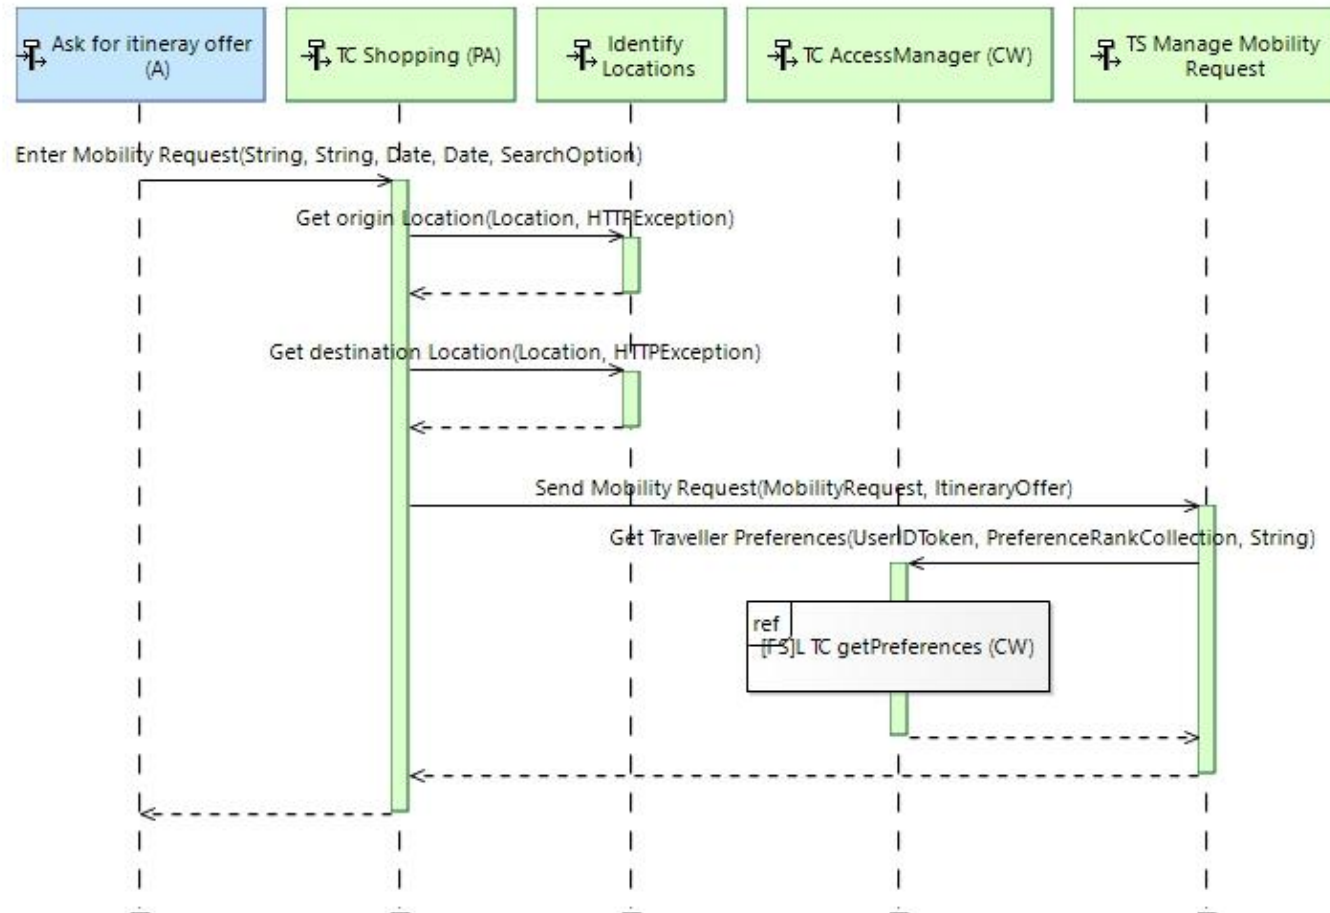 Ask for itineray offer
(A)
TC Shopping (PA)
Identify
Locations
TC AccessManager (CW)
TS Manage Mobility
Request
Enter Mobility Request(String, String, Date, Date, SearchOption)
Get origin Location(Location, HTTPException)
Get destination Location(Location, HTTPException)
Send Mobility Request(MobilityRequest, ItineraryOffer)
Get Traveller Preferences(UserIDToken, PreferenceRankCollection, String)
ref
[FS]L TC getPreferences (CW)